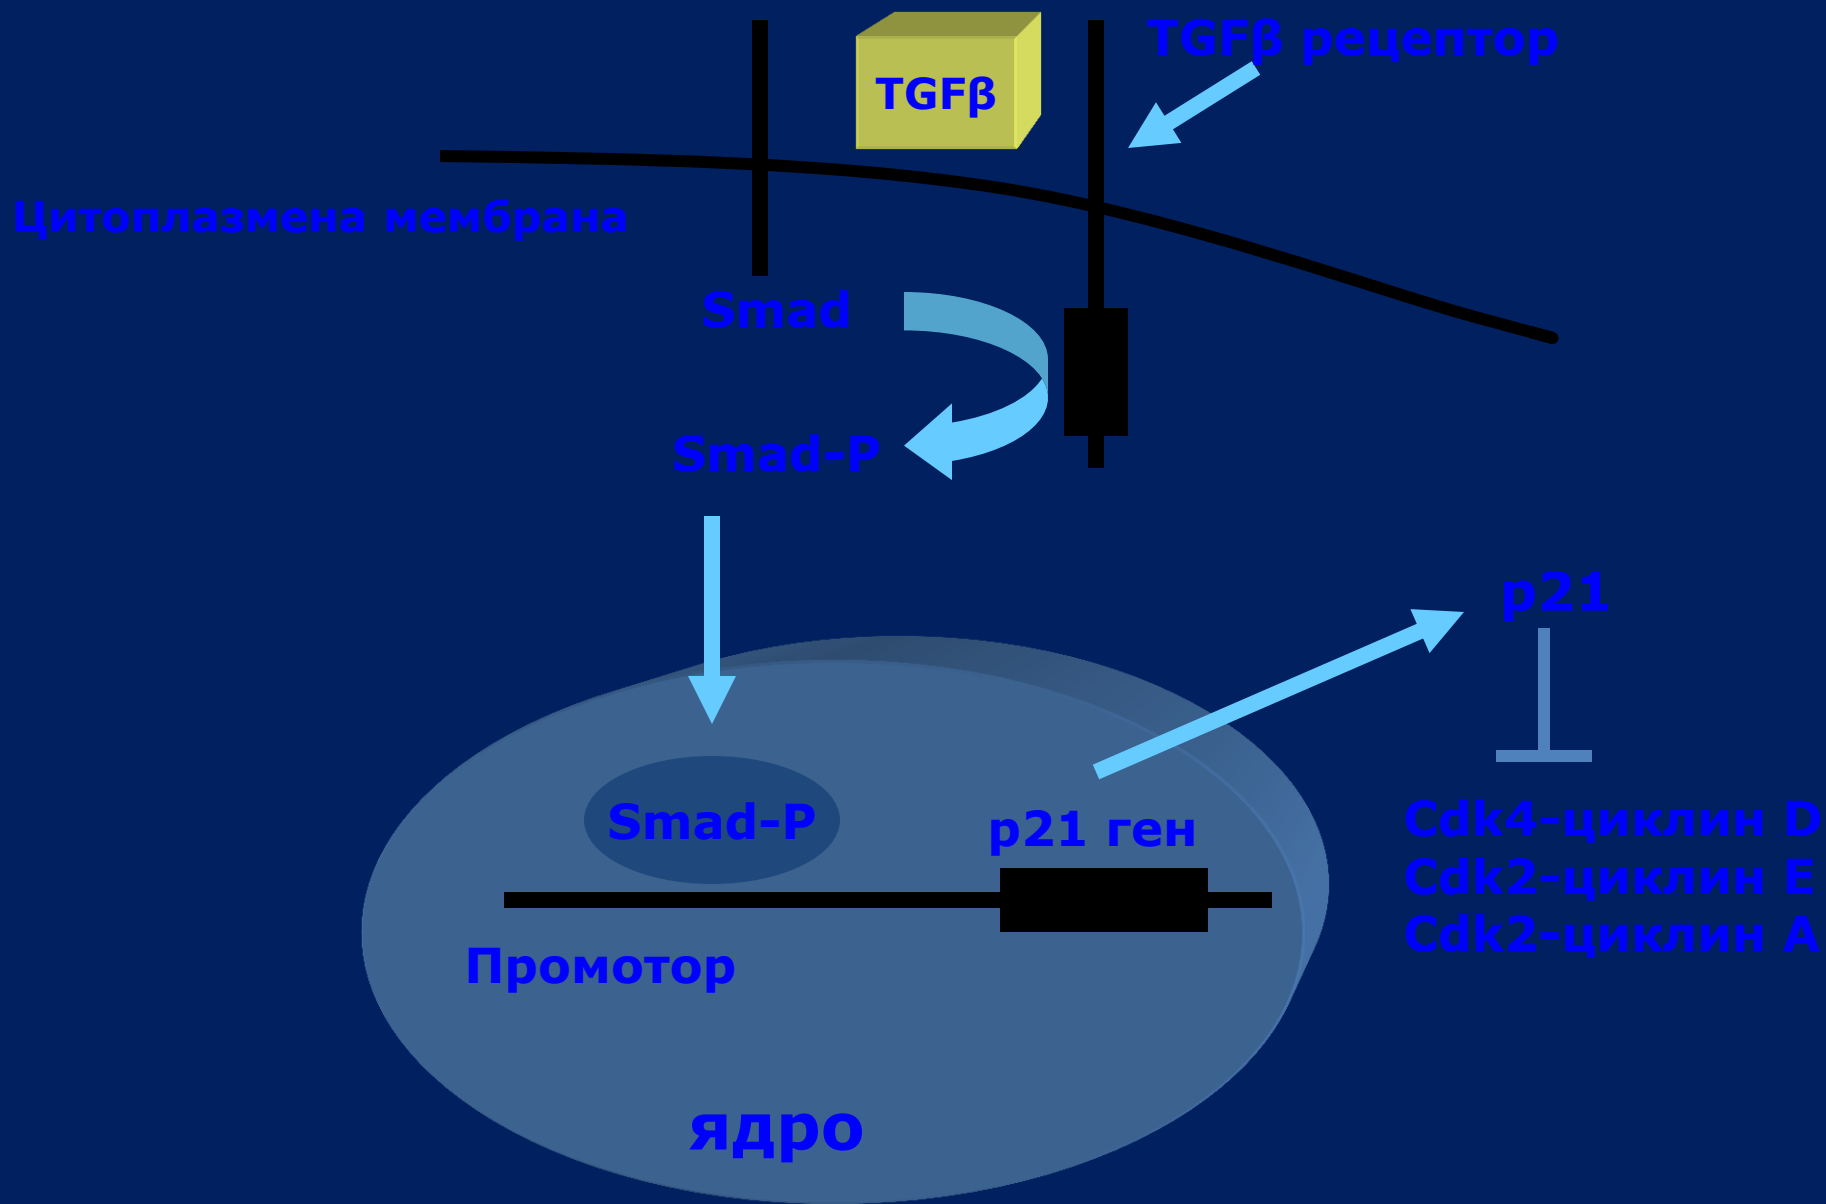 TGFβ рецептор
TGFβ
Цитоплазмена мембрана
Smad
Smad-P
p21
Cdk4-циклин D
Cdk2-циклин E
Cdk2-циклин A
Smad-P
p21 ген
Промотор
ядро